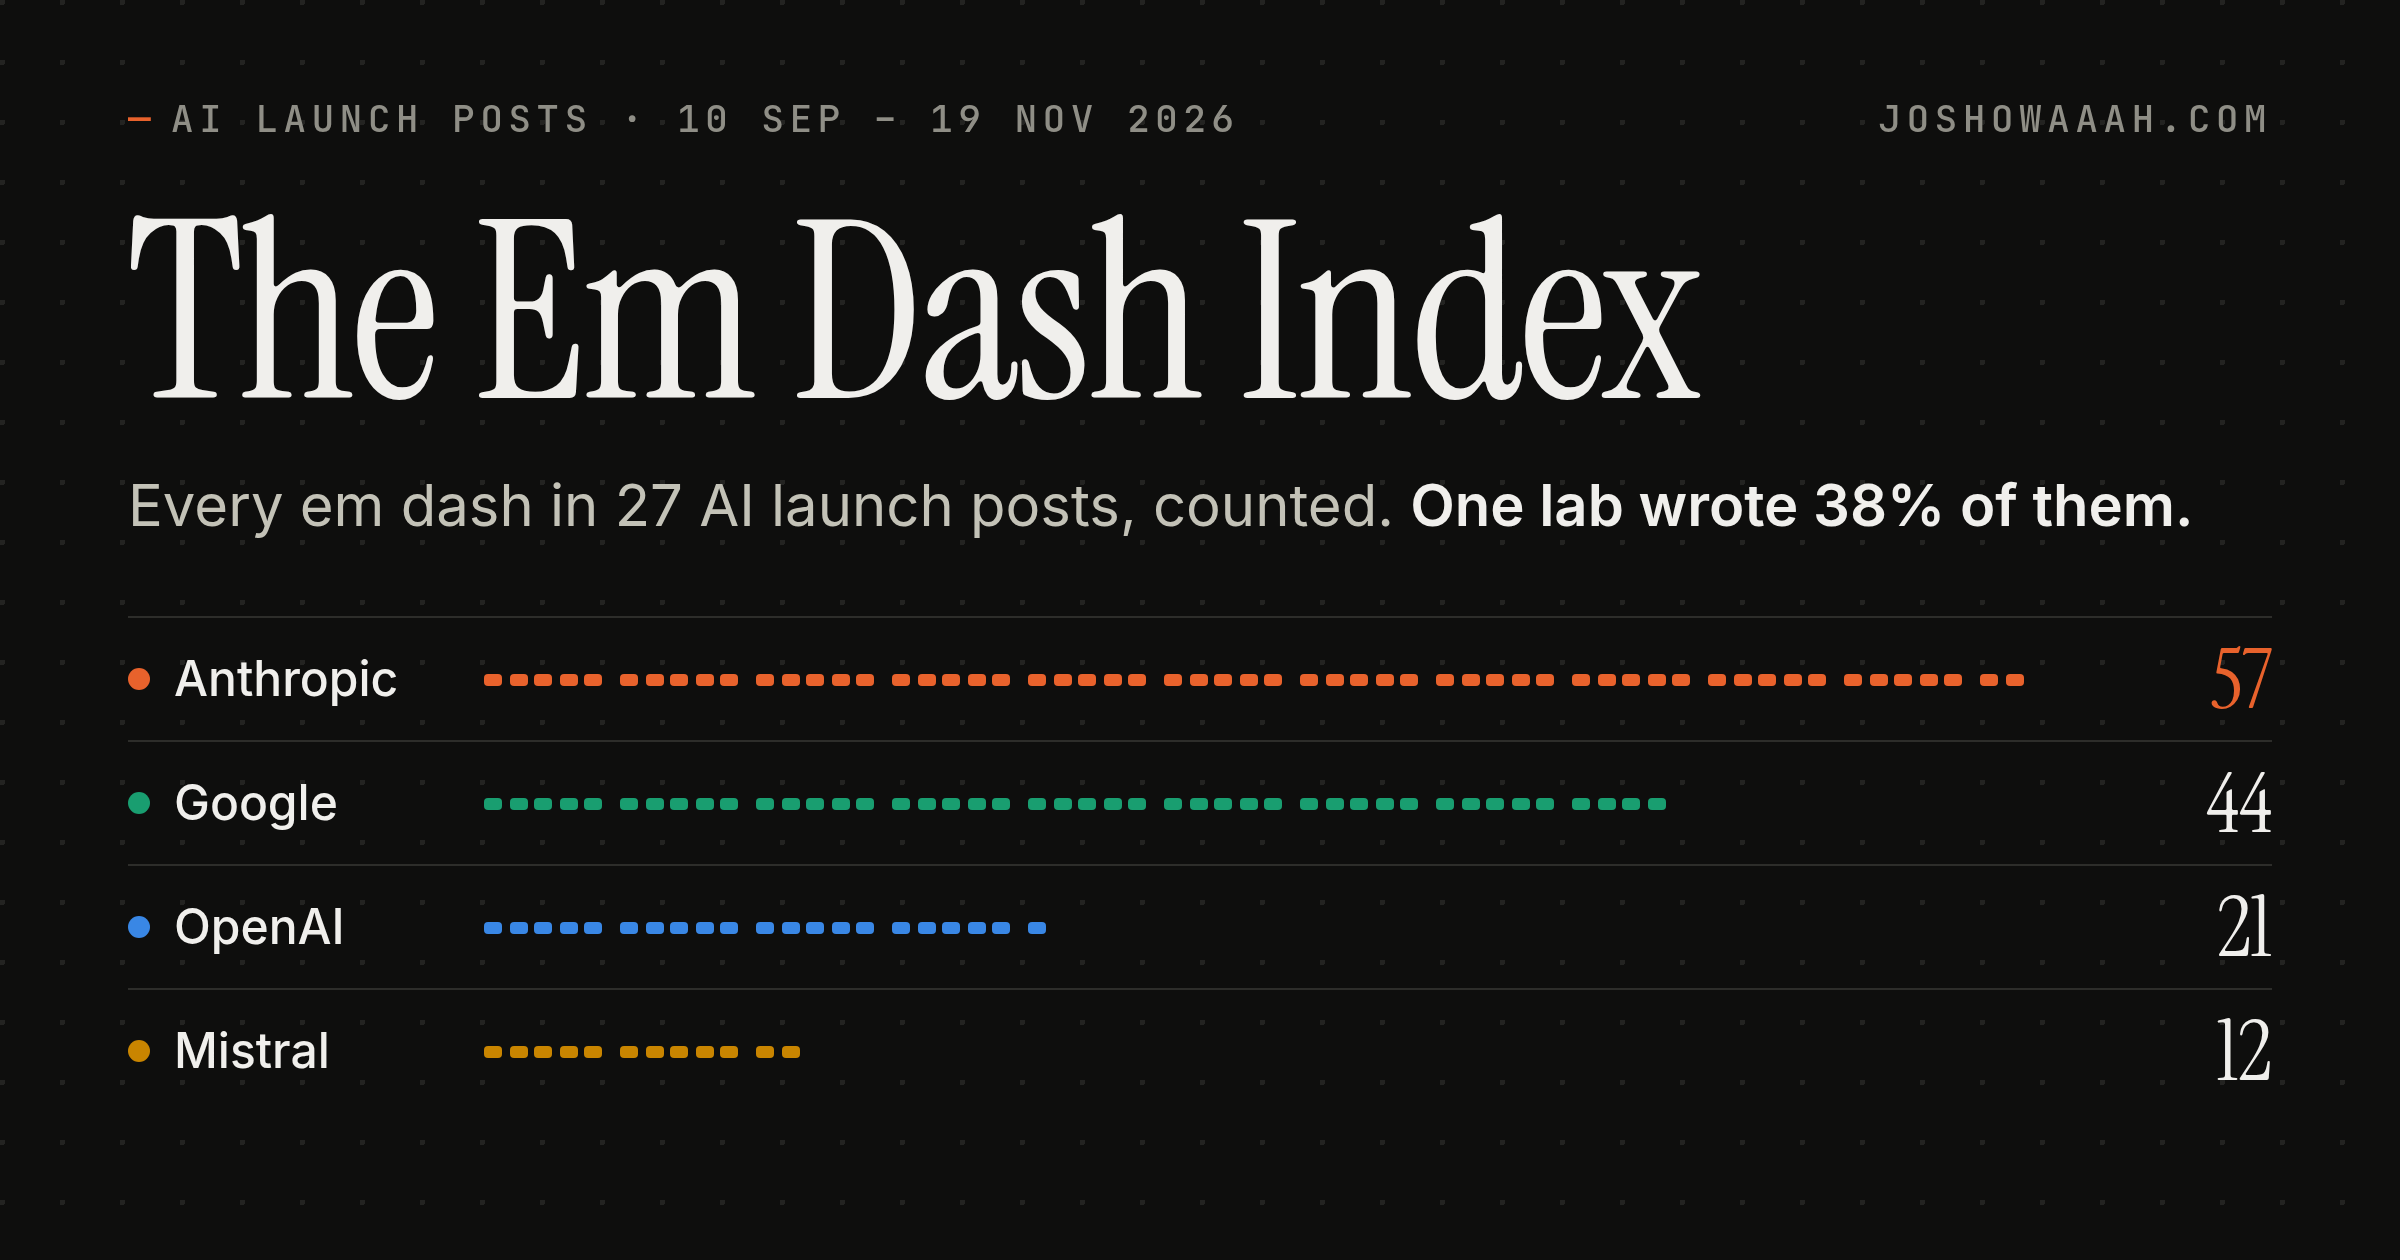 — AI LAUNCH POSTS · 10 SEP – 19 NOV 2026
JOSHOWAAAH.COM
The Em Dash Index
Every em dash in 27 AI launch posts, counted. One lab wrote 38% of them.
Anthropic 57
Google 44
OpenAI 21
Mistral 12